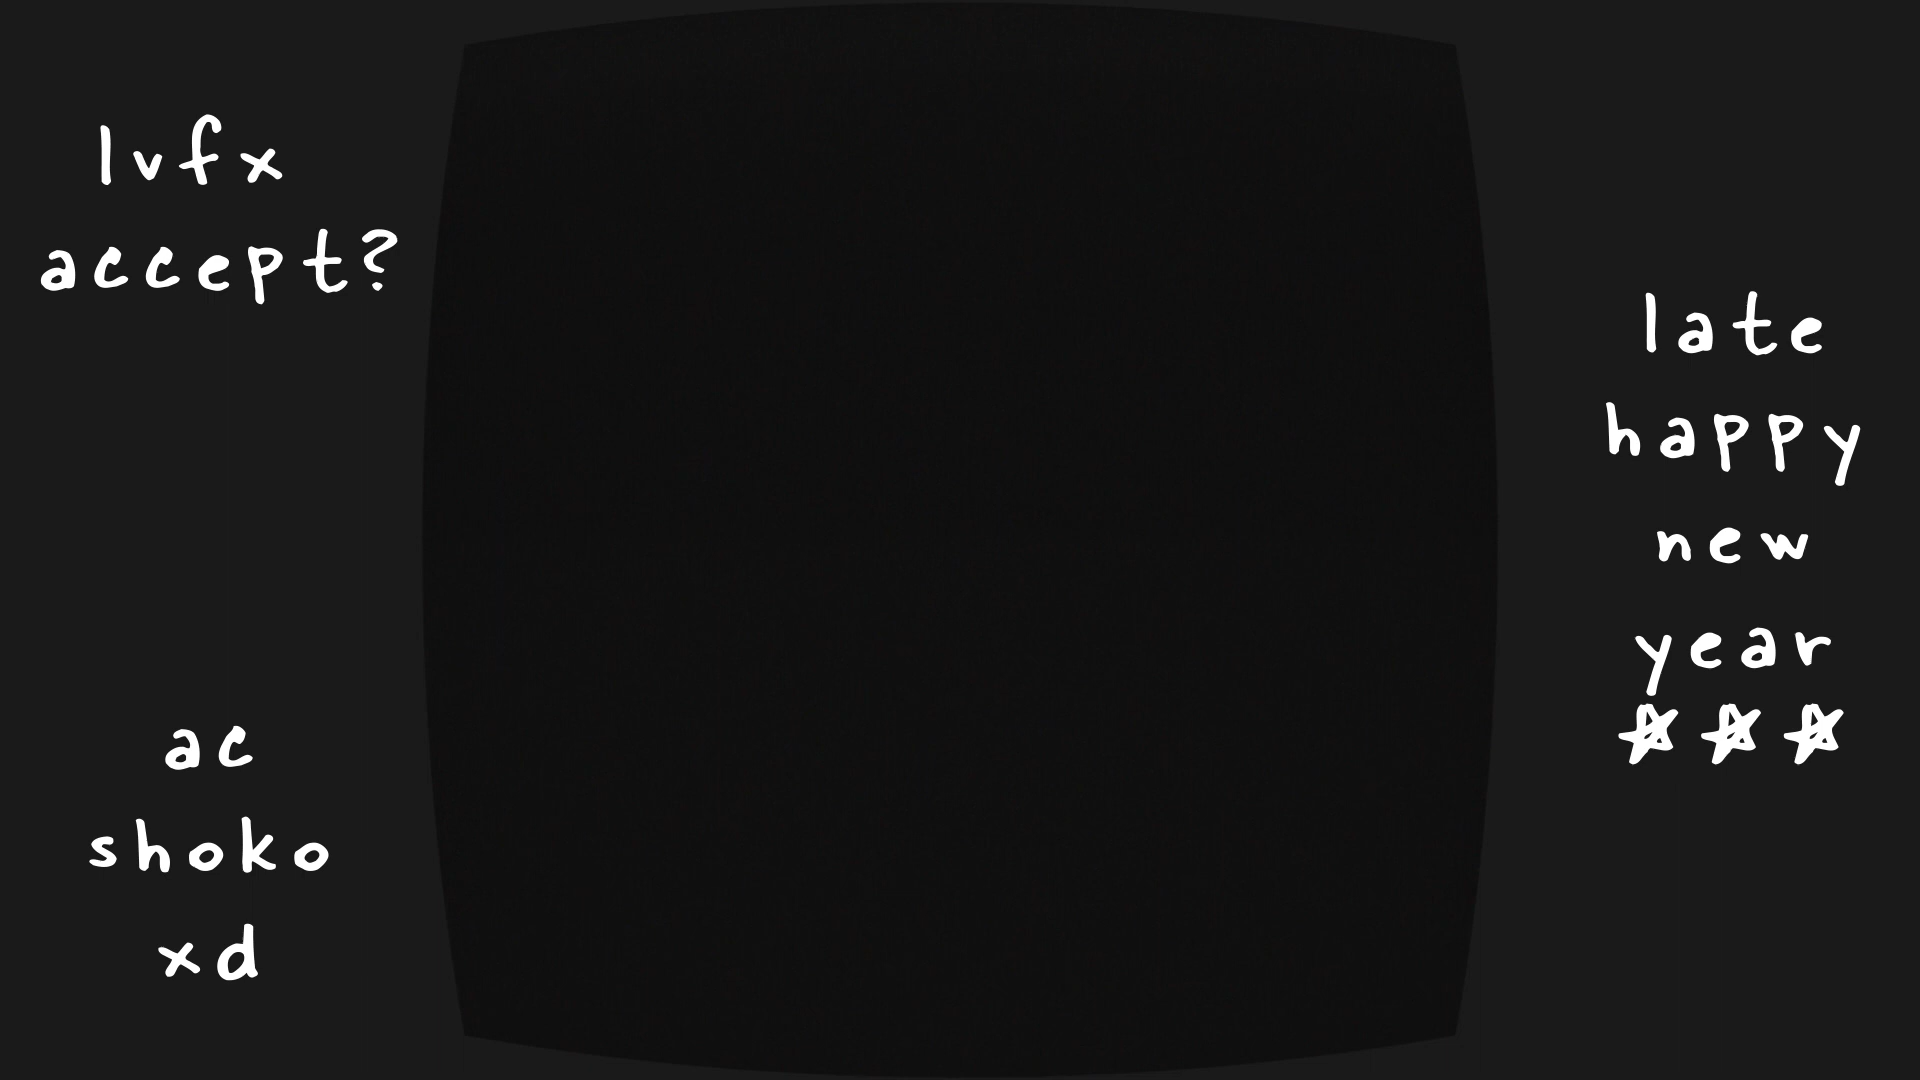 lvfx
accept?
ac
shoko
xd
late
happy
new
year
☆☆☆